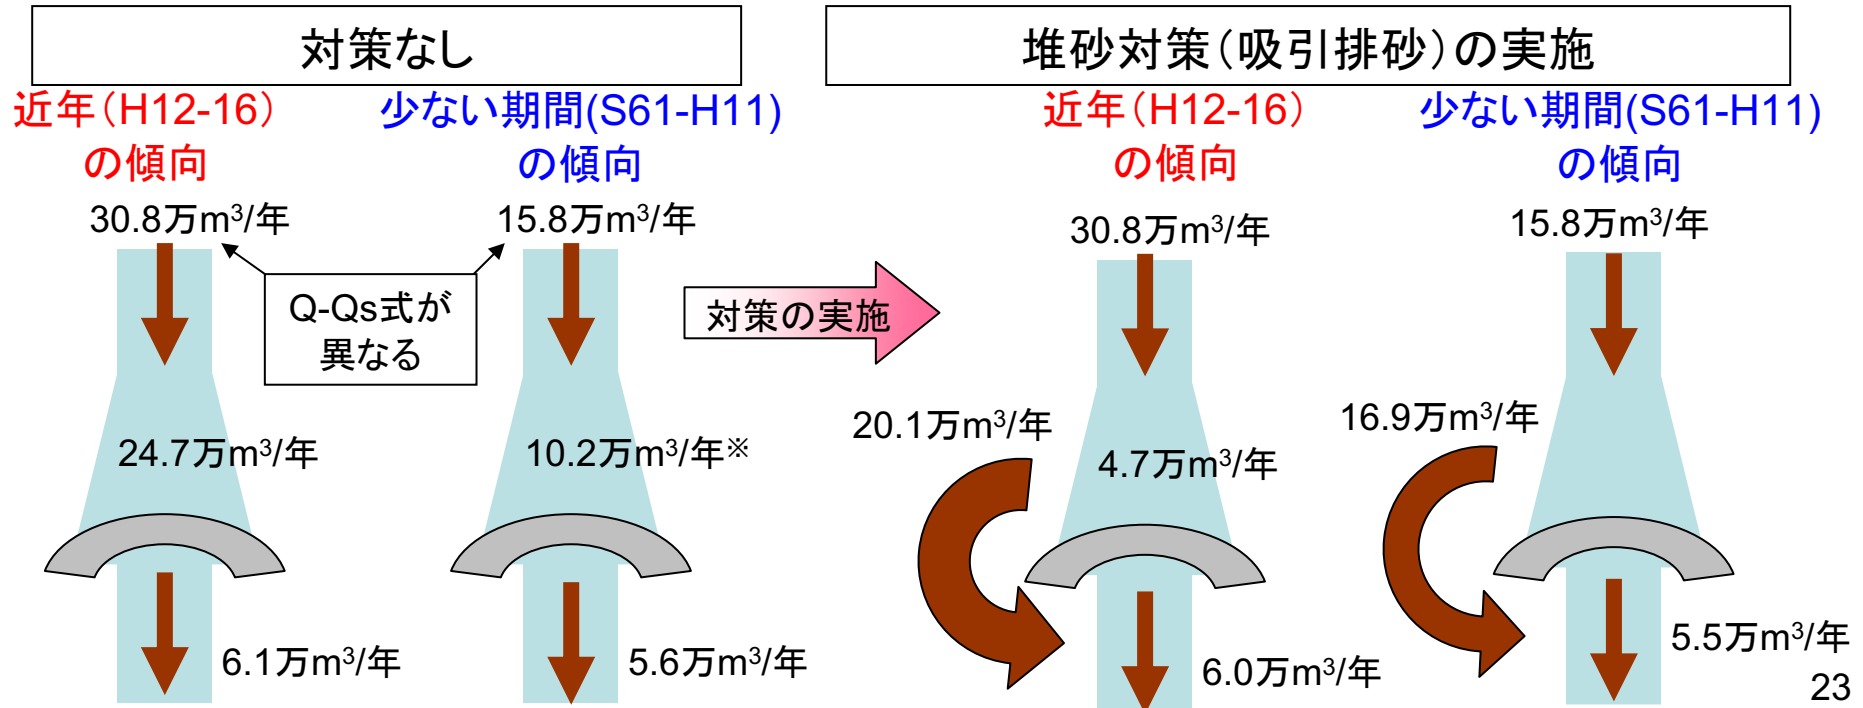 対策なし
近年(H12-16)
の傾向
少ない期間(S61-H11)
の傾向
30.8万m³/年
15.8万m³/年
Q-Qs式が
異なる
24.7万m³/年
10.2万m³/年※
6.1万m³/年
5.6万m³/年
対策の実施
堆砂対策(吸引排砂)の実施
近年(H12-16)
の傾向
少ない期間(S61-H11)
の傾向
30.8万m³/年
15.8万m³/年
20.1万m³/年
4.7万m³/年
16.9万m³/年
6.0万m³/年
5.5万m³/年
23